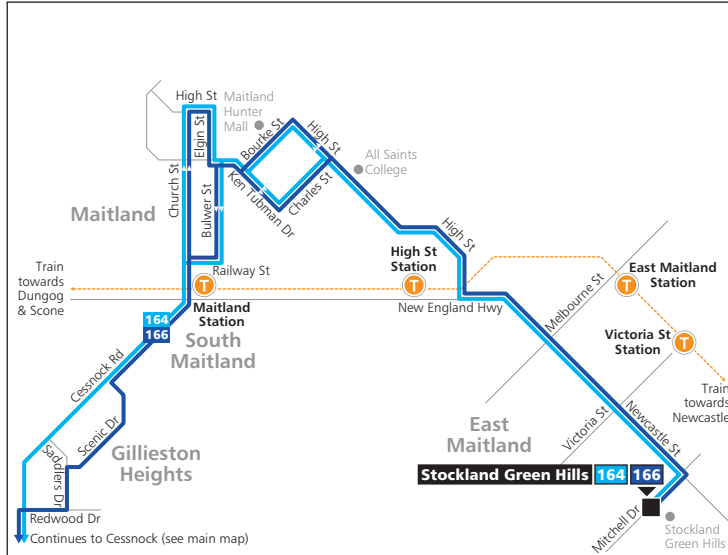 High St
Maitland
Hunter
Mall
Elgin St
Bourke St
High St
All Saints
College
Church St
Bulwer St
Ken Tubman Dr
Charles St
Maitland
High St
High St
Station
Train
towards
Dungog
& Scone
Railway St
Maitland
Station
New England Hwy
Melbourne St
East Maitland
Station
Victoria St
Station
164
166
South
Maitland
Cessnock Rd
Train
towards
Newcastle
Scenic Dr
Gillieston
Heights
Saddlers Dr
East
Maitland
Victoria St
Newcastle St
Stockland Green Hills 164 166
Redwood Dr
Mitchell Dr
Stockland
Green Hills
Continues to Cessnock (see main map)
T
T
T
T